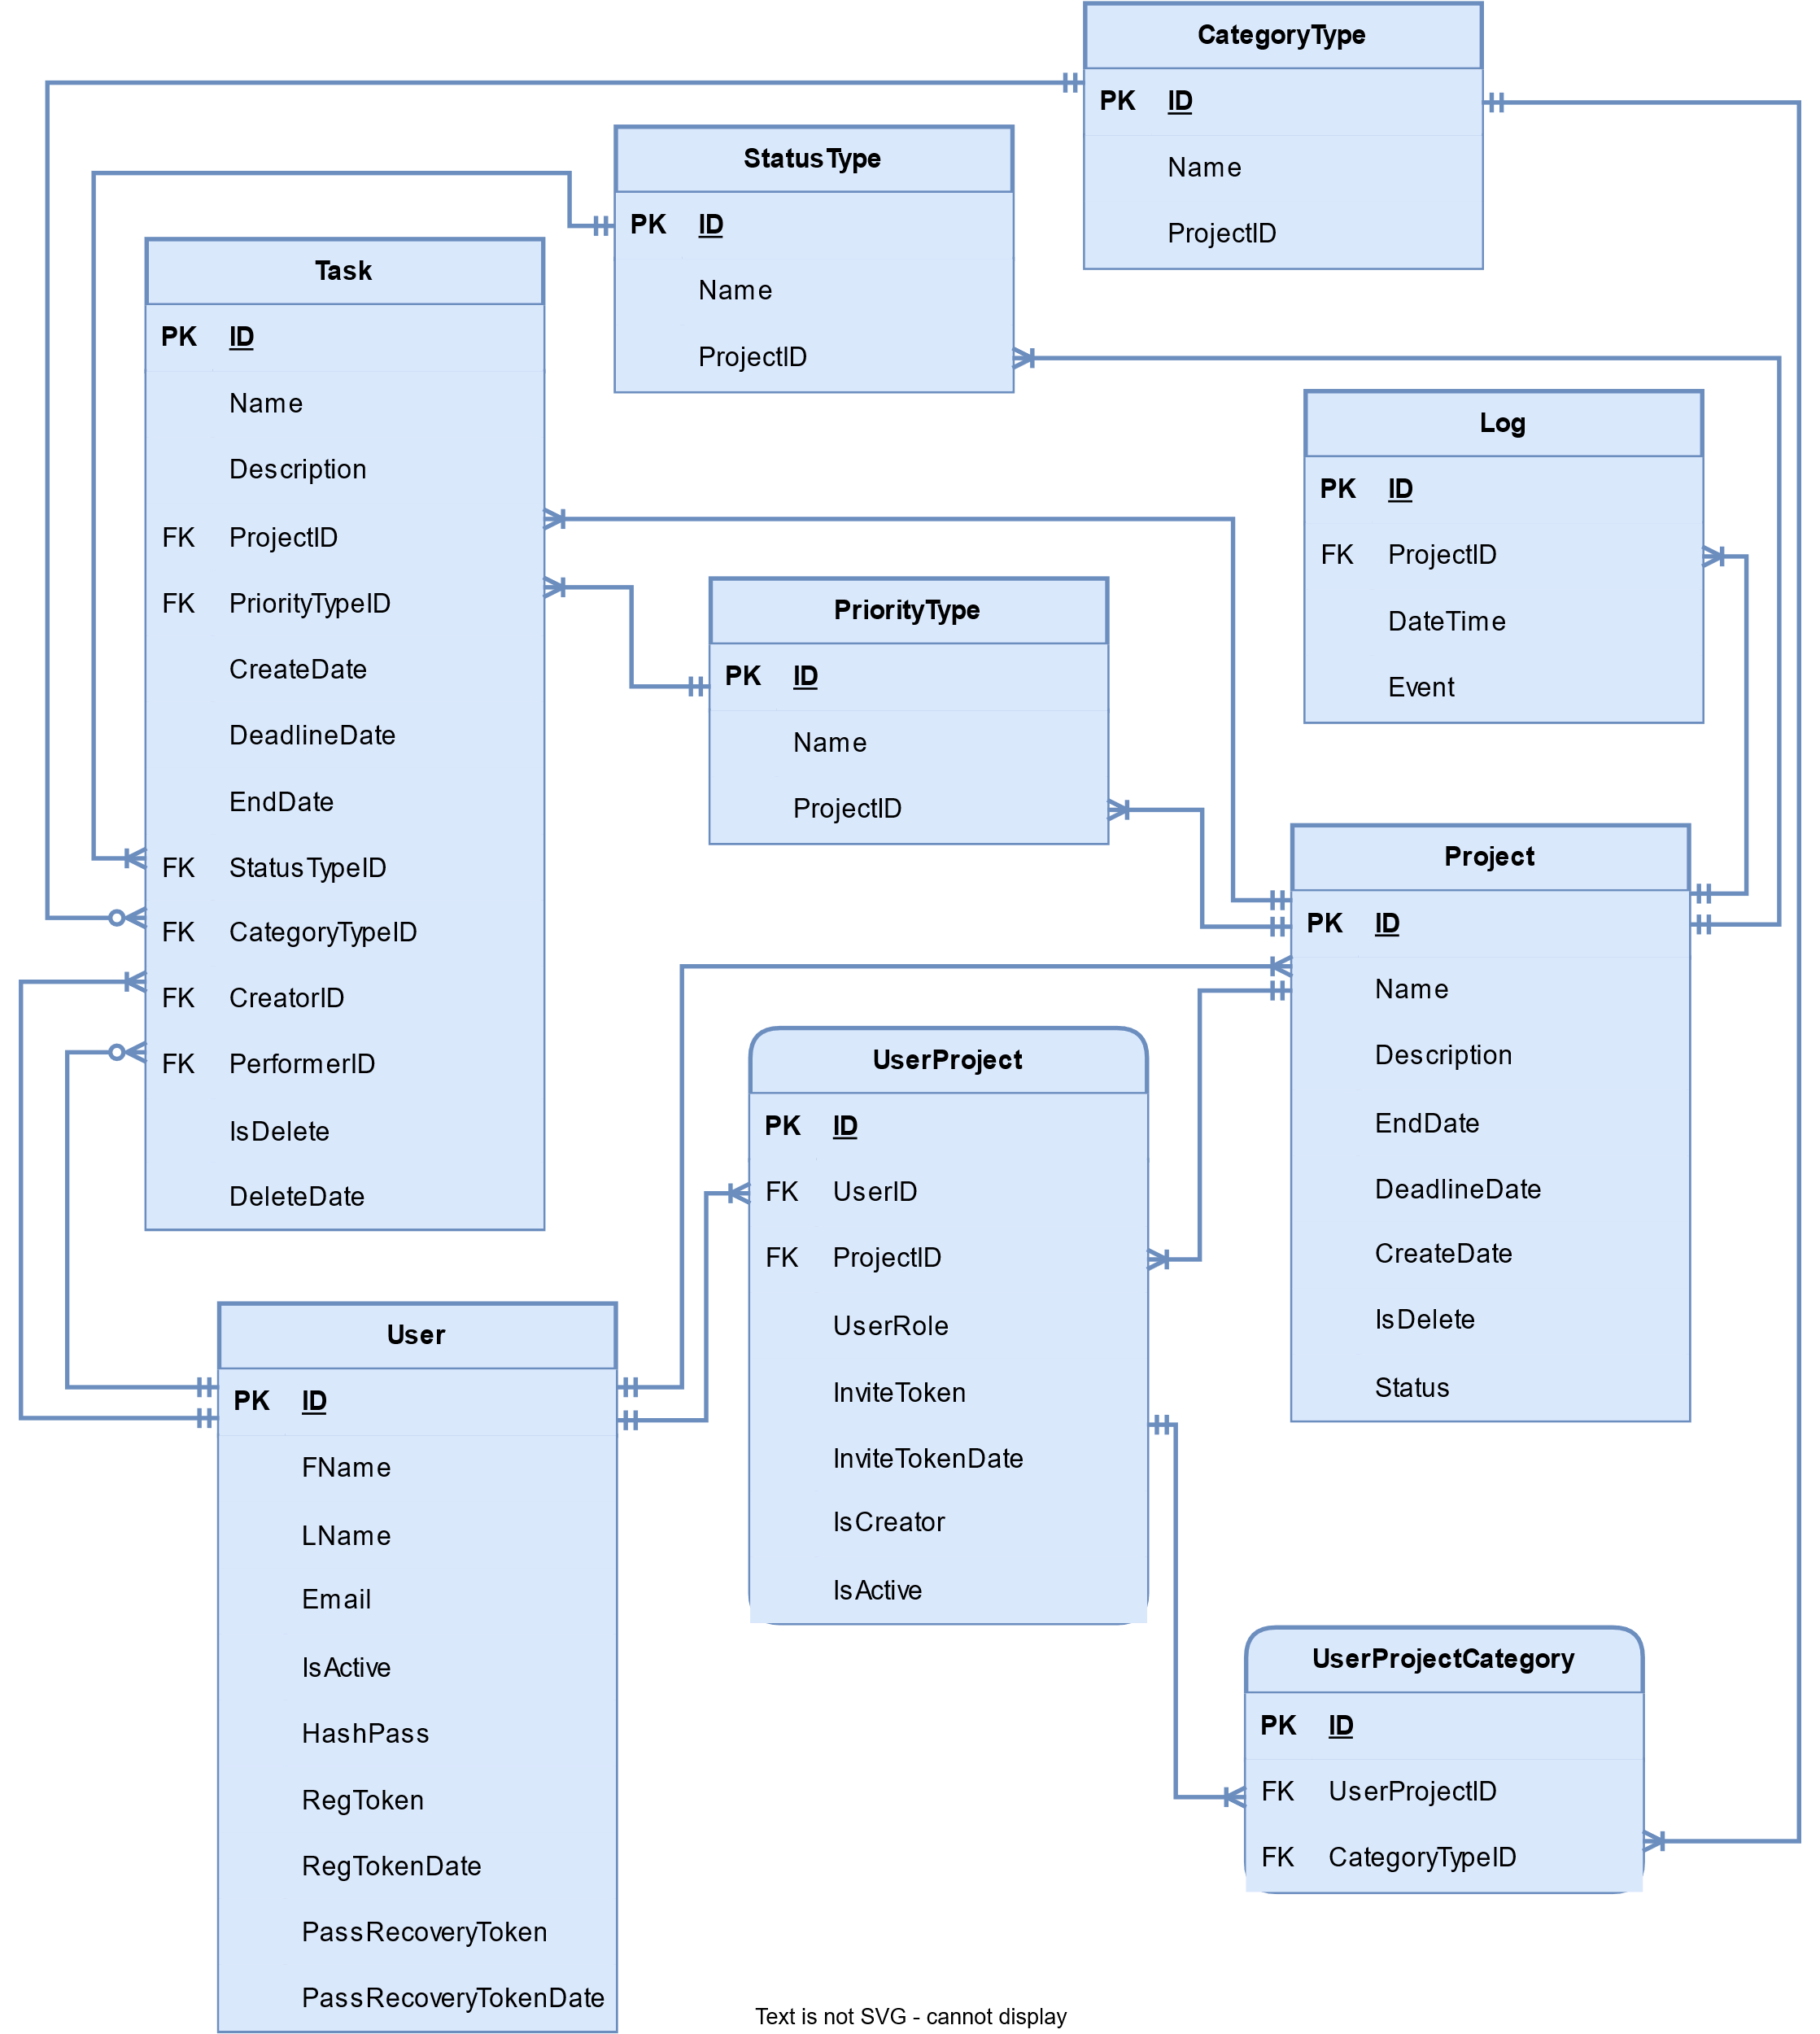 CategoryType
PK ID
Name
ProjectID
StatusType
PK ID
Name
ProjectID
Task
PK ID
Name
Description
FK ProjectID
FK PriorityTypeID
CreateDate
DeadlineDate
EndDate
FK StatusTypeID
FK CategoryTypeID
FK CreatorID
FK PerformerID
IsDelete
DeleteDate
Log
PK ID
FK ProjectID
DateTime
Event
PriorityType
PK ID
Name
ProjectID
Project
PK ID
Name
Description
EndDate
DeadlineDate
CreateDate
IsDelete
Status
UserProject
PK ID
FK UserID
FK ProjectID
UserRole
InviteToken
InviteTokenDate
IsCreator
IsActive
User
PK ID
FName
LName
Email
IsActive
HashPass
RegToken
RegTokenDate
PassRecoveryToken
PassRecoveryTokenDate
UserProjectCategory
PK ID
FK UserProjectID
FK CategoryTypeID
Text is not SVG - cannot display